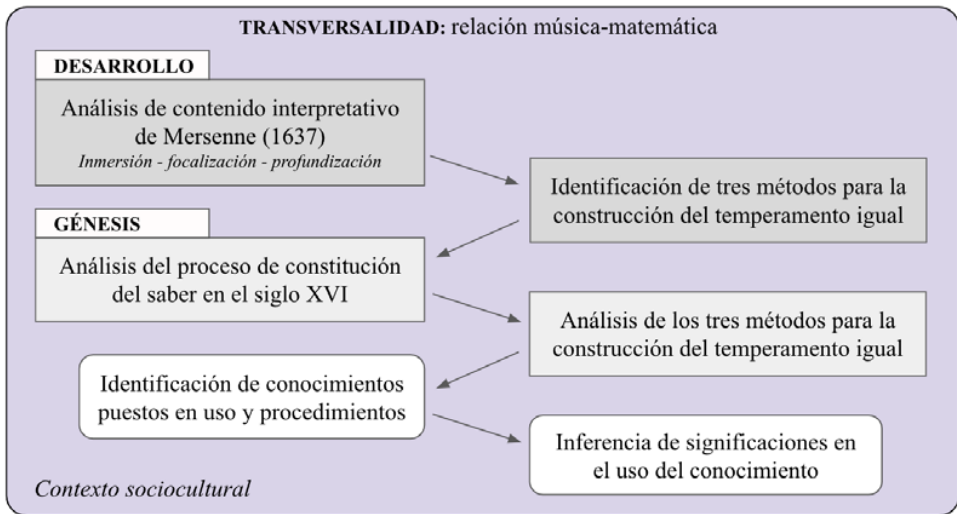 TRANSVERSALIDAD: relación música-matemática
DESARROLLO
Análisis de contenido interpretativo
de Mersenne (1637)
Inmersión - focalización - profundización
Identificación de tres métodos para la
construcción del temperamento igual
GÉNESIS
Análisis del proceso de constitución
del saber en el siglo XVI
Análisis de los tres métodos para la
construcción del temperamento igual
Identificación de conocimientos
puestos en uso y procedimientos
Inferencia de significaciones en
el uso del conocimiento
Contexto sociocultural